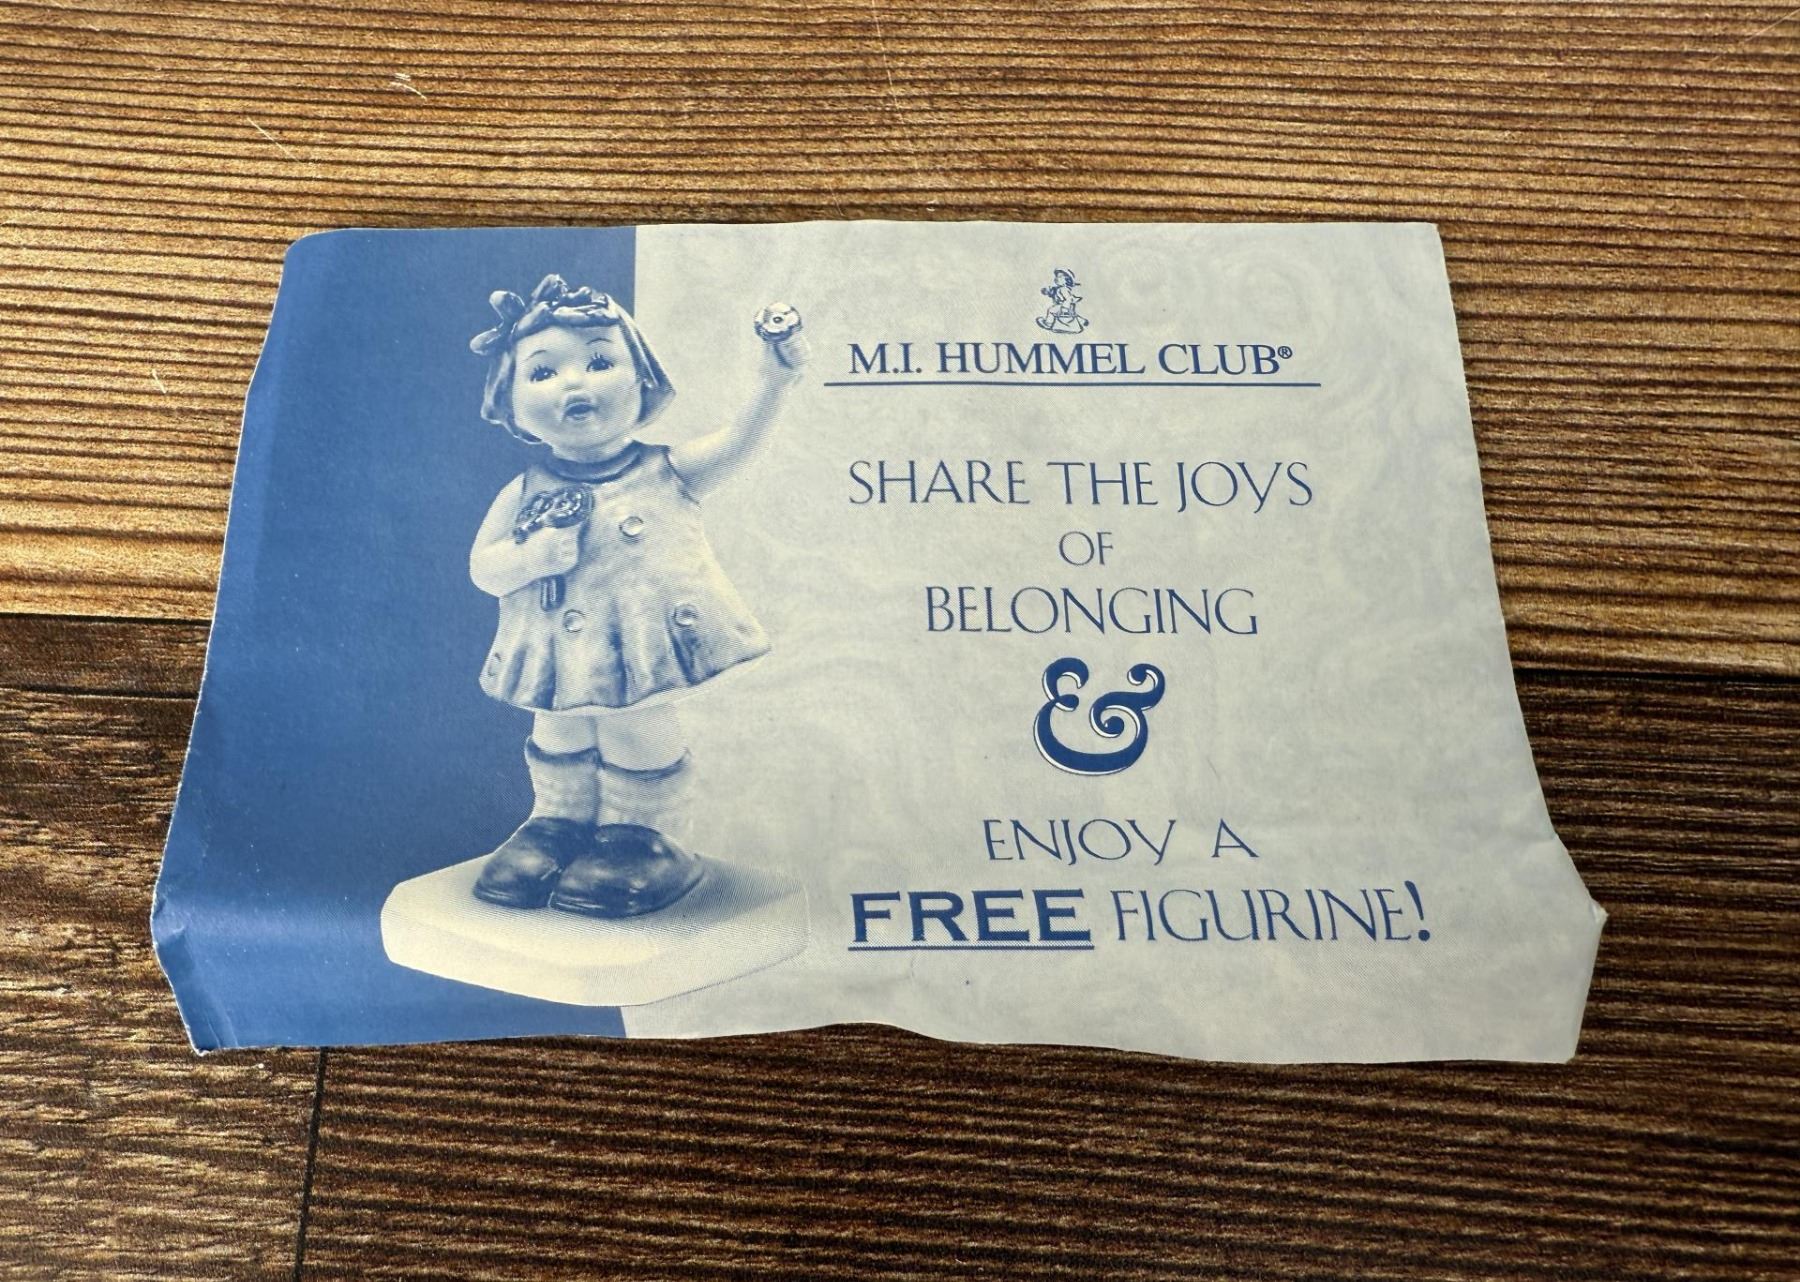 M.I. HUMMEL CLUB®
SHARE THE JOYS
OF
BELONGING
&
ENJOY A
FREE FIGURINE!